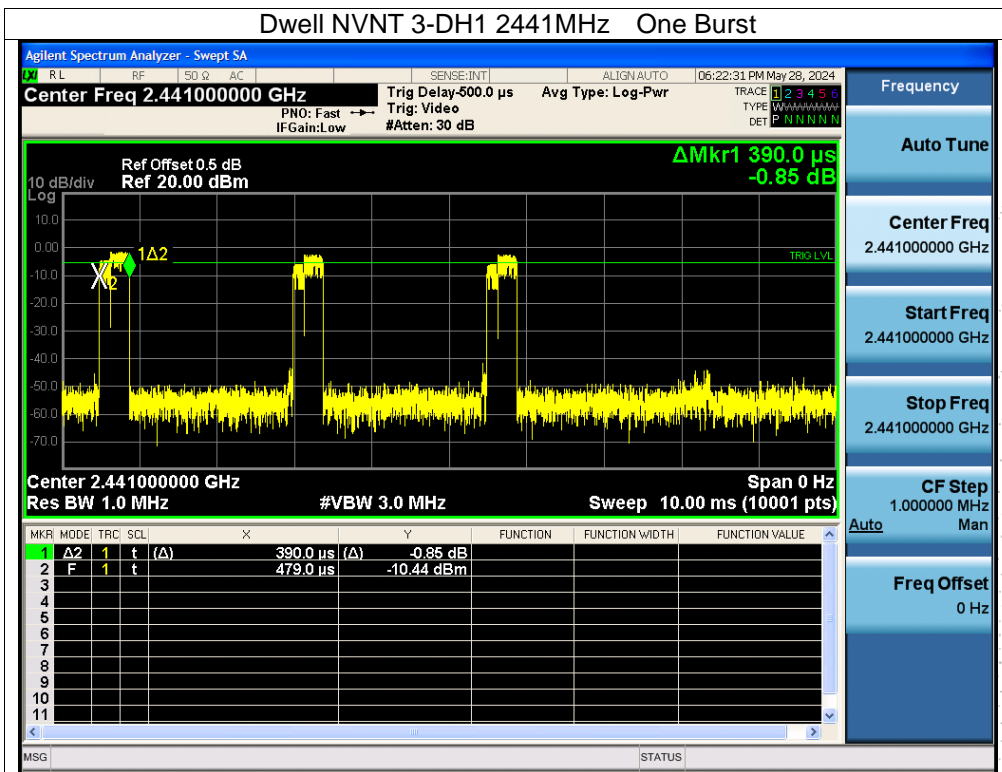 Dwell NVNT 3-DH1 2441MHz One Burst
Agilent Spectrum Analyzer - Swept SA
LXI RL RF 50 Ω AC SENSE:INT ALIGN AUTO 06:22:31 PM May 28, 2024
Center Freq 2.441000000 GHz
PNO: Fast
IFGain:Low
Trig Delay-500.0 µs
Trig: Video
#Atten: 30 dB
Avg Type: Log-Pwr
TRACE 1 2 3 4 5 6
TYPE WWWWWW
DET P N N N N N
ΔMkr1 390.0 µs
-0.85 dB
Ref Offset 0.5 dB
10 dB/div Ref 20.00 dBm
Log
10.0
0.00
-10.0
-20.0
-30.0
-40.0
-50.0
-60.0
-70.0
1Δ2
X2
TRIG LVL
Center 2.441000000 GHz Span 0 Hz
Res BW 1.0 MHz #VBW 3.0 MHz Sweep 10.00 ms (10001 pts)
MKR MODE TRC SCL X Y FUNCTION FUNCTION WIDTH FUNCTION VALUE
1 Δ2 1 t (Δ) 390.0 µs (Δ) -0.85 dB
2 F 1 t 479.0 µs -10.44 dBm
3
4
5
6
7
8
9
10
11
MSG STATUS
Frequency
Auto Tune
Center Freq
2.441000000 GHz
Start Freq
2.441000000 GHz
Stop Freq
2.441000000 GHz
CF Step
1.000000 MHz
Auto Man
Freq Offset
0 Hz